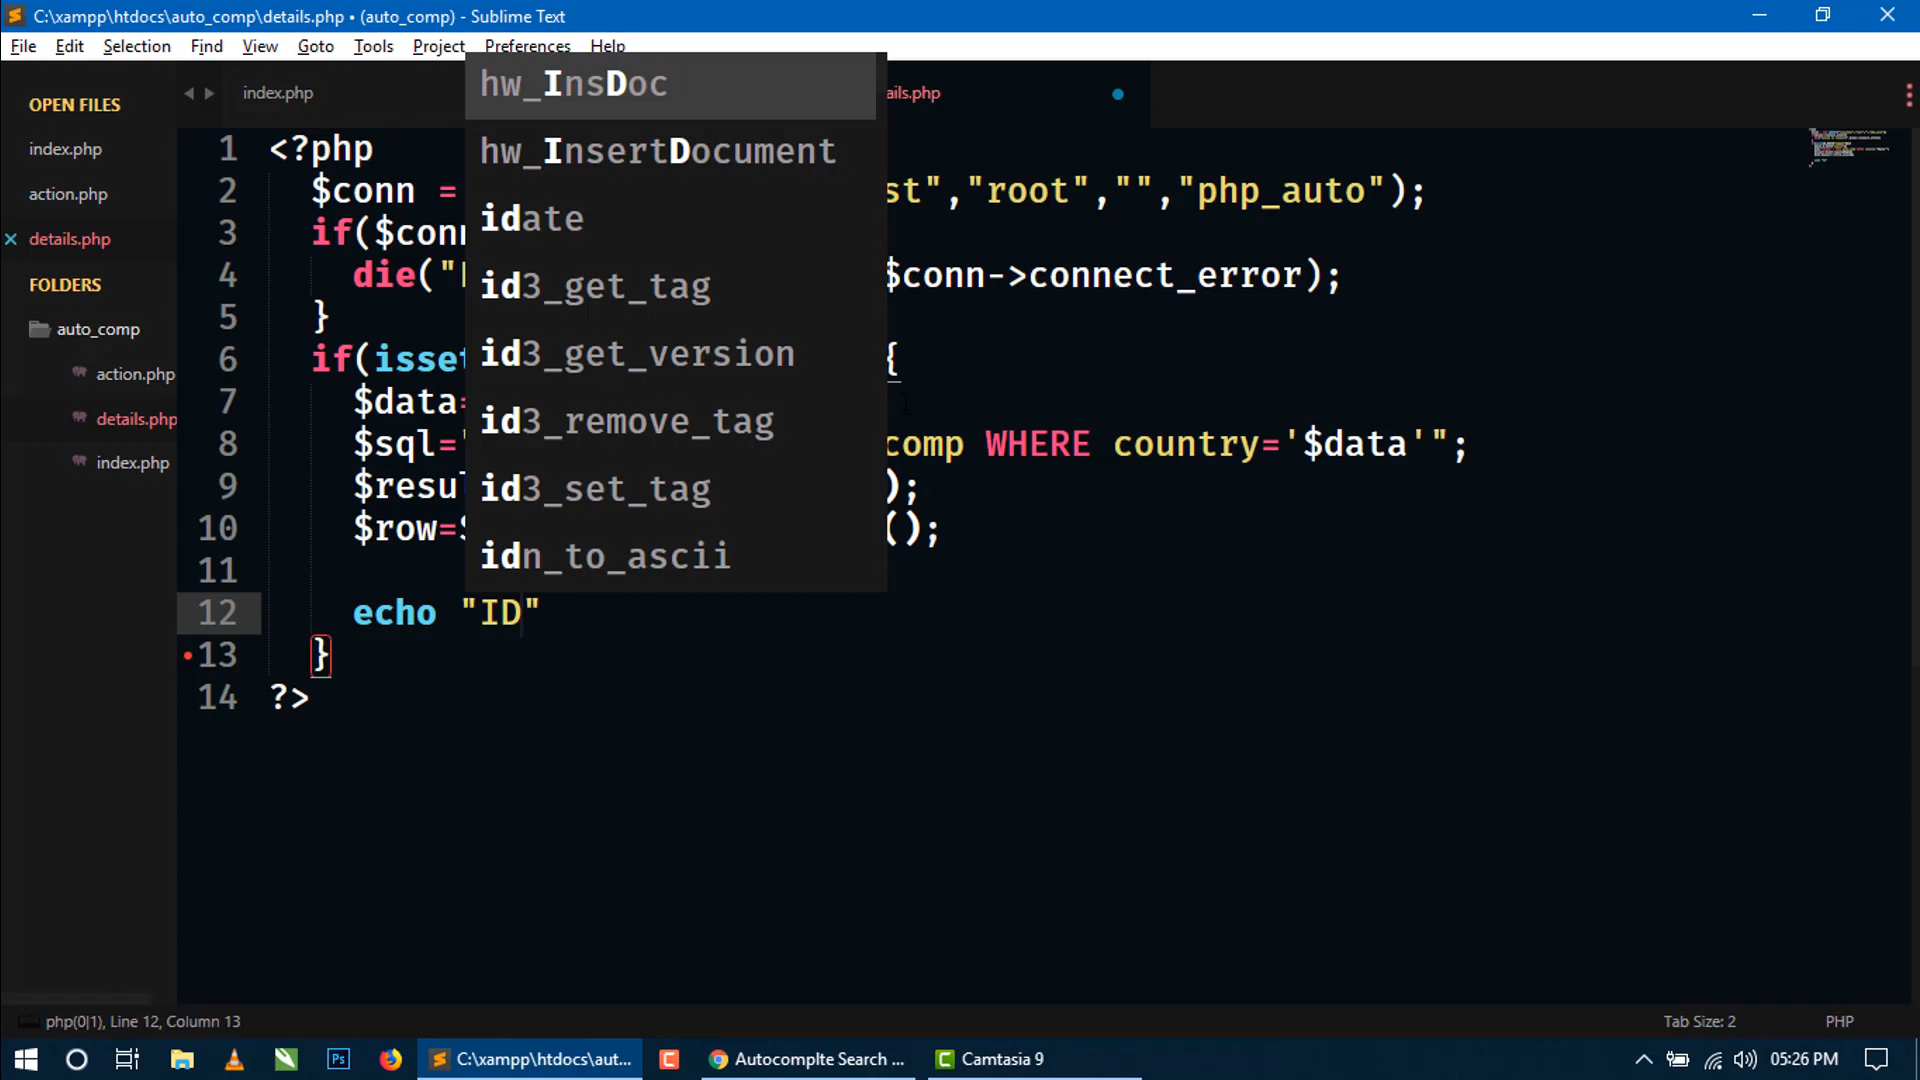 C:\xampp\htdocs\auto_comp\details.php • (auto_comp) - Sublime Text
File Edit Selection Find View Goto Tools Project Preferences Help
OPEN FILES
index.php
action.php
details.php
FOLDERS
auto_comp
action.php
details.php
index.php
index.php
ails.php
hw_InsDoc
hw_InsertDocument
idate
id3_get_tag
id3_get_version
id3_remove_tag
id3_set_tag
idn_to_ascii
1 <?php
2 $conn = st","root","","php_auto");
3 if($conn
4 die(" $conn->connect_error);
5 }
6 if(isset {
7 $data=
8 $sql=" comp WHERE country='$data'";
9 $resul );
10 $row=$ ();
11
12 echo "ID"
13 }
14 ?>
php(0|1), Line 12, Column 13 Tab Size: 2 PHP
Ps C:\xampp\htdocs\aut... C Autocomplte Search ... C Camtasia 9 05:26 PM